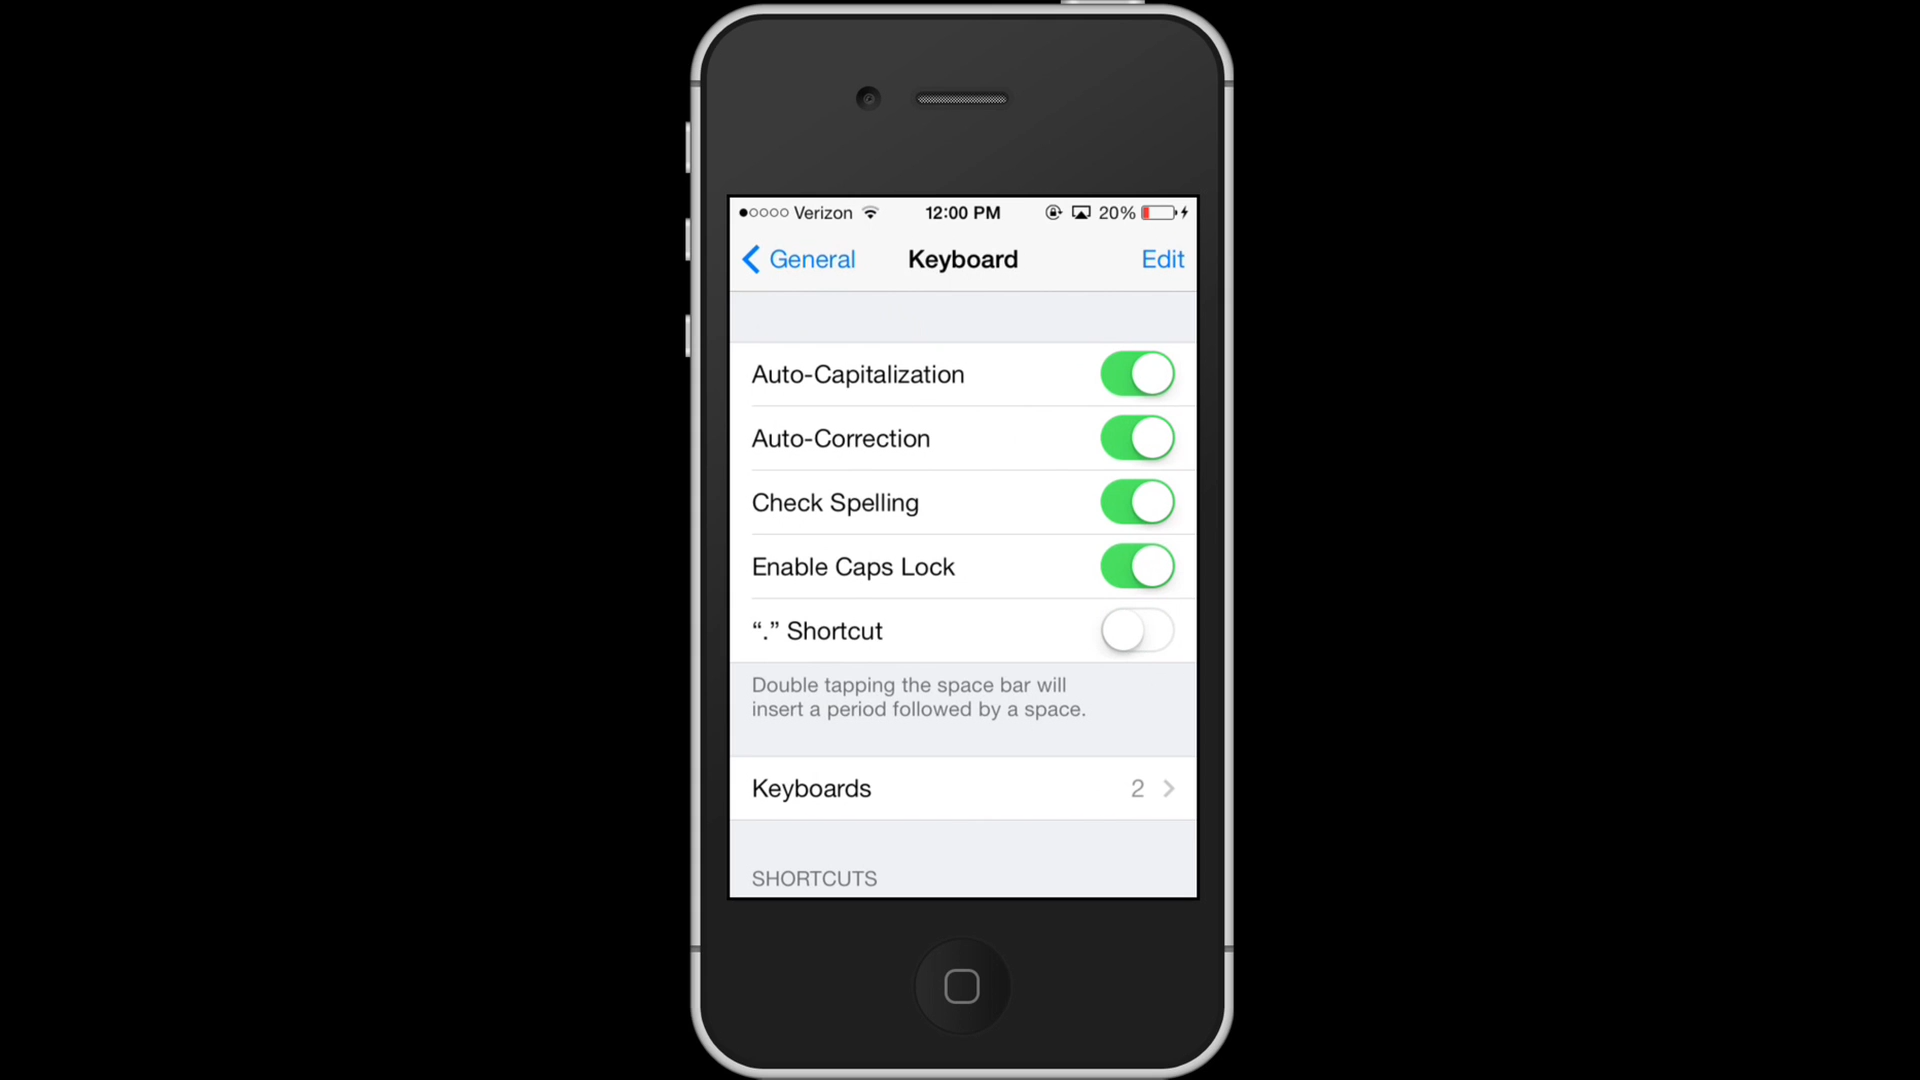 Verizon 12:00 PM 20%
General Keyboard Edit
Auto-Capitalization
Auto-Correction
Check Spelling
Enable Caps Lock
“.” Shortcut
Double tapping the space bar will
insert a period followed by a space.
Keyboards 2
SHORTCUTS